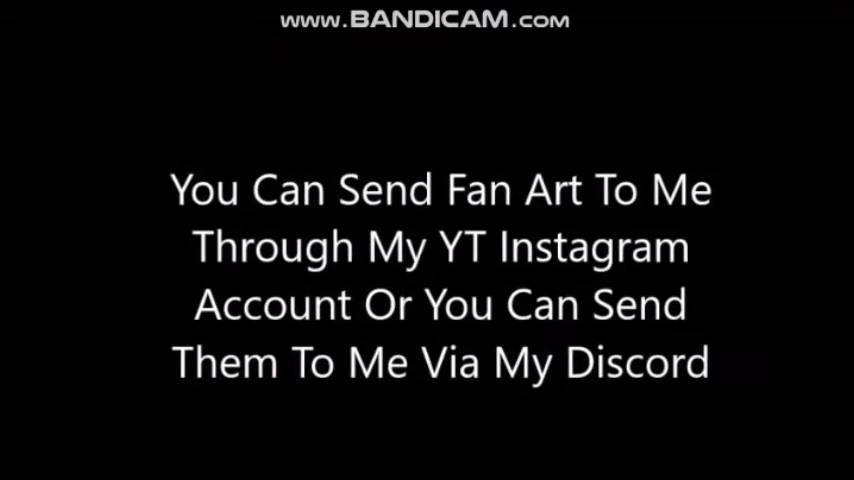 www.BANDICAM.com
You Can Send Fan Art To Me
Through My YT Instagram
Account Or You Can Send
Them To Me Via My Discord